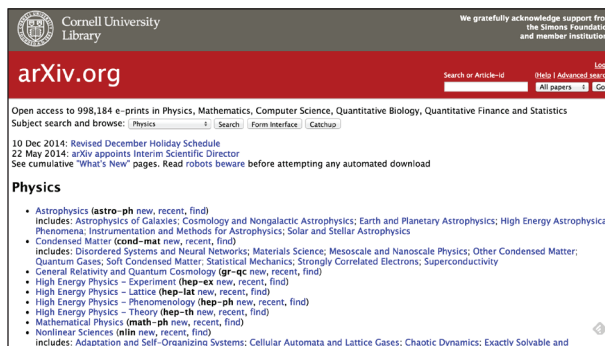 Cornell University
Library
We gratefully acknowledge support from
the Simons Foundation
and member institutions
arXiv.org
Search or Article-id
(Help | Advanced search
All papers
Go
Open access to 998,184 e-prints in Physics, Mathematics, Computer Science, Quantitative Biology, Quantitative Finance and Statistics
Subject search and browse: Physics Search Form Interface Catchup
10 Dec 2014: Revised December Holiday Schedule
22 May 2014: arXiv appoints Interim Scientific Director
See cumulative "What's New" pages. Read robots beware before attempting any automated download
Physics
• Astrophysics (astro-ph new, recent, find)
includes: Astrophysics of Galaxies; Cosmology and Nongalactic Astrophysics; Earth and Planetary Astrophysics; High Energy Astrophysical
Phenomena; Instrumentation and Methods for Astrophysics; Solar and Stellar Astrophysics
• Condensed Matter (cond-mat new, recent, find)
includes: Disordered Systems and Neural Networks; Materials Science; Mesoscale and Nanoscale Physics; Other Condensed Matter;
Quantum Gases; Soft Condensed Matter; Statistical Mechanics; Strongly Correlated Electrons; Superconductivity
• General Relativity and Quantum Cosmology (gr-qc new, recent, find)
• High Energy Physics - Experiment (hep-ex new, recent, find)
• High Energy Physics - Lattice (hep-lat new, recent, find)
• High Energy Physics - Phenomenology (hep-ph new, recent, find)
• High Energy Physics - Theory (hep-th new, recent, find)
• Mathematical Physics (math-ph new, recent, find)
• Nonlinear Sciences (nlin new, recent, find)
includes: Adaptation and Self-Organizing Systems; Cellular Automata and Lattice Gases; Chaotic Dynamics; Exactly Solvable and